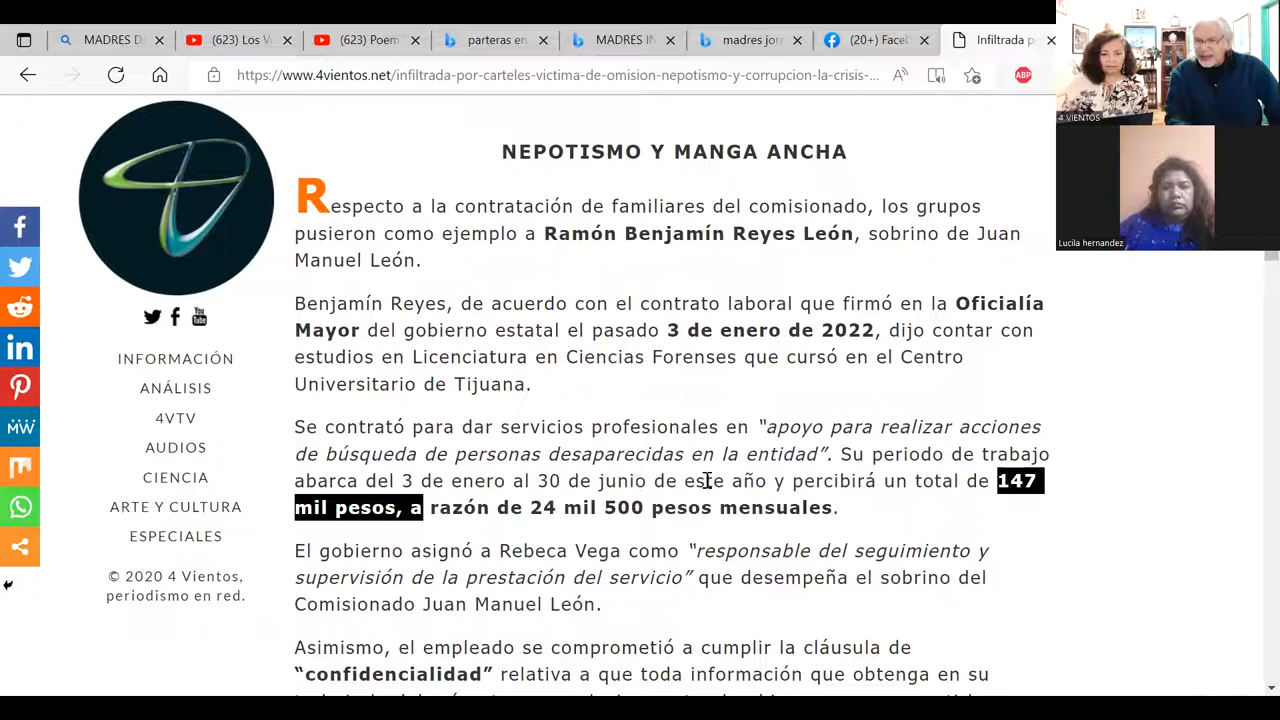 MADRES D
(623) Los V
(623) Poem
parteras en
MADRES IN
madres jor
(20+) Faceb
Infiltrada p
https://www.4vientos.net/infiltrada-por-carteles-victima-de-omision-nepotismo-y-corrupcion-la-crisis-...
ABP
4 VIENTOS
Lucila hernandez
NEPOTISMO Y MANGA ANCHA
Respecto a la contratación de familiares del comisionado, los grupos
pusieron como ejemplo a Ramón Benjamín Reyes León, sobrino de Juan
Manuel León.
Benjamín Reyes, de acuerdo con el contrato laboral que firmó en la Oficialía
Mayor del gobierno estatal el pasado 3 de enero de 2022, dijo contar con
estudios en Licenciatura en Ciencias Forenses que cursó en el Centro
Universitario de Tijuana.
Se contrató para dar servicios profesionales en “apoyo para realizar acciones
de búsqueda de personas desaparecidas en la entidad”. Su periodo de trabajo
abarca del 3 de enero al 30 de junio de este año y percibirá un total de 147
mil pesos, a razón de 24 mil 500 pesos mensuales.
El gobierno asignó a Rebeca Vega como “responsable del seguimiento y
supervisión de la prestación del servicio” que desempeña el sobrino del
Comisionado Juan Manuel León.
Asimismo, el empleado se comprometió a cumplir la cláusula de
“confidencialidad” relativa a que toda información que obtenga en su
INFORMACIÓN
ANÁLISIS
4VTV
AUDIOS
CIENCIA
ARTE Y CULTURA
ESPECIALES
© 2020 4 Vientos,
periodismo en red.
You
Tube
MW